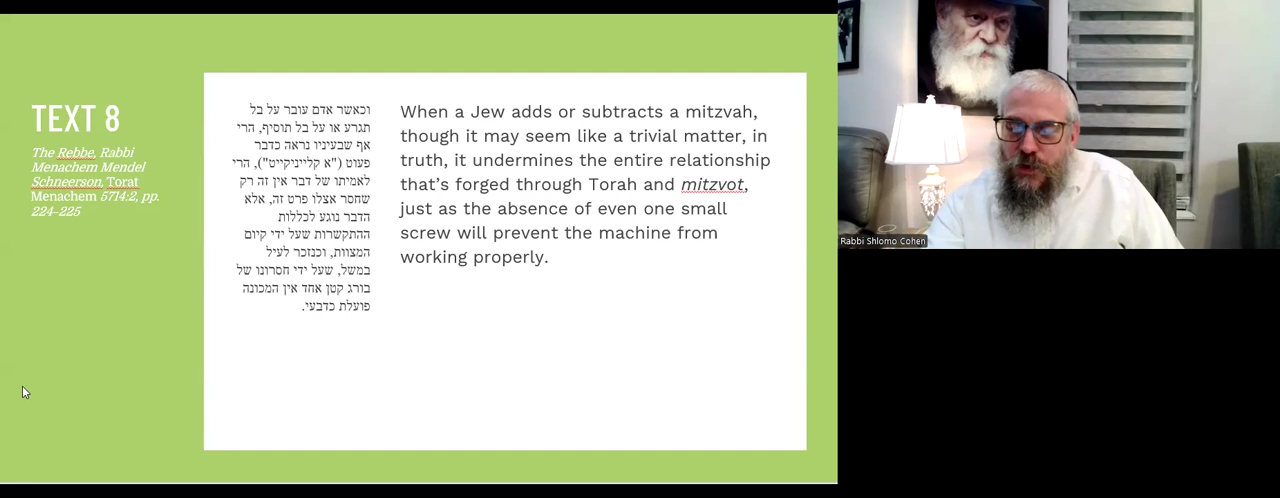 TEXT 8
The Rebbe, Rabbi
Menachem Mendel
Schneerson, Torat
Menachem 5714:2, pp.
224–225
וכאשר אדם עובר על בל
תגרע או על בל תוסיף, הרי
אף שבעיניו נראה כדבר
פעוט ("א קלייניקייט"), הרי
לאמיתו של דבר אין זה רק
שחסר אצלו פרט זה, אלא
הדבר נוגע לכללות
ההתקשרות שעל ידי קיום
המצוות, וכנזכר לעיל
במשל, שעל ידי חסרונו של
בורג קטן אחד אין המכונה
פועלת כדבעי.
When a Jew adds or subtracts a mitzvah,
though it may seem like a trivial matter, in
truth, it undermines the entire relationship
that’s forged through Torah and mitzvot,
just as the absence of even one small
screw will prevent the machine from
working properly.
Rabbi Shlomo Cohen